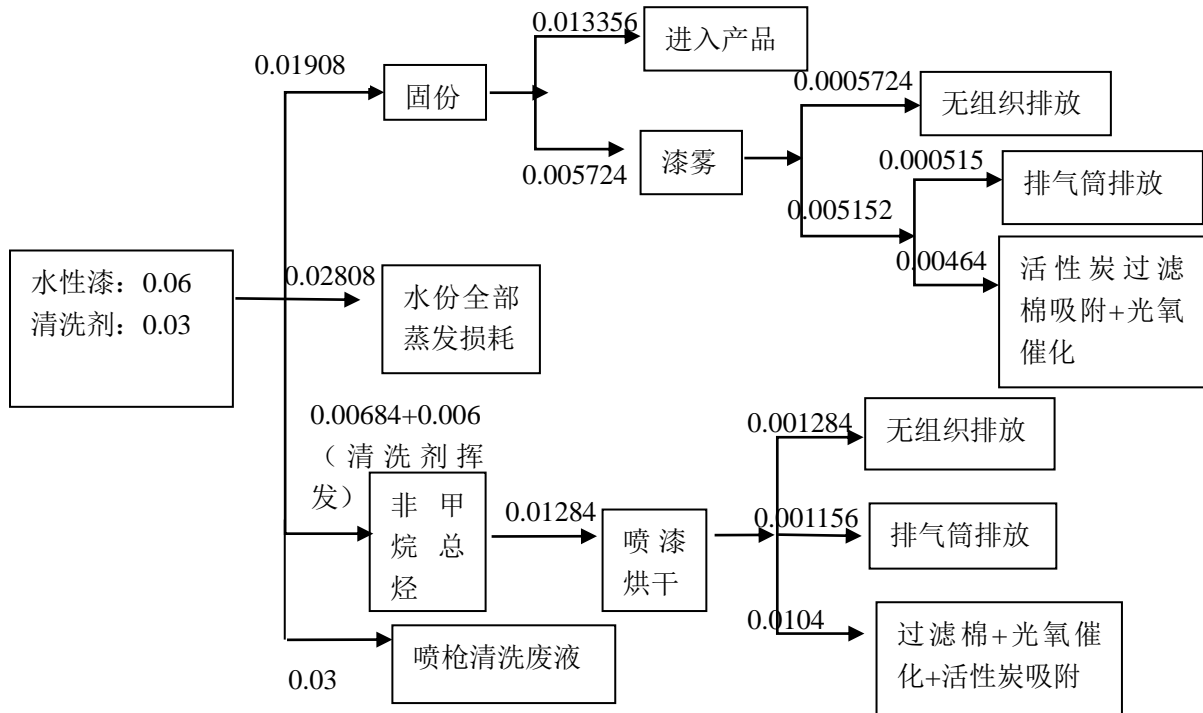 0.013356
进入产品
0.01908
固份
0.0005724
无组织排放
0.005724
漆雾
0.000515
排气筒排放
0.005152
0.00464
活性炭过滤
棉吸附+光氧
催化
水性漆：0.06
清洗剂：0.03
0.02808
水份全部
蒸发损耗
0.00684+0.006
（清洗剂挥
发）
非甲
烷总
烃
0.01284
喷漆
烘干
0.001284
无组织排放
0.001156
排气筒排放
0.0104
过滤棉+光氧催
化+活性炭吸附
喷枪清洗废液
0.03